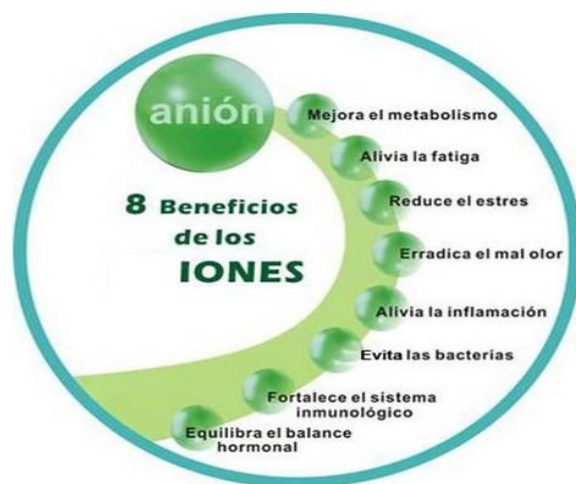 anión
8 Beneficios
de los
IONES
Mejora el metabolismo
Alivia la fatiga
Reduce el estres
Erradica el mal olor
Alivia la inflamación
Evita las bacterias
Fortalece el sistema
inmunológico
Equilibra el balance
hormonal